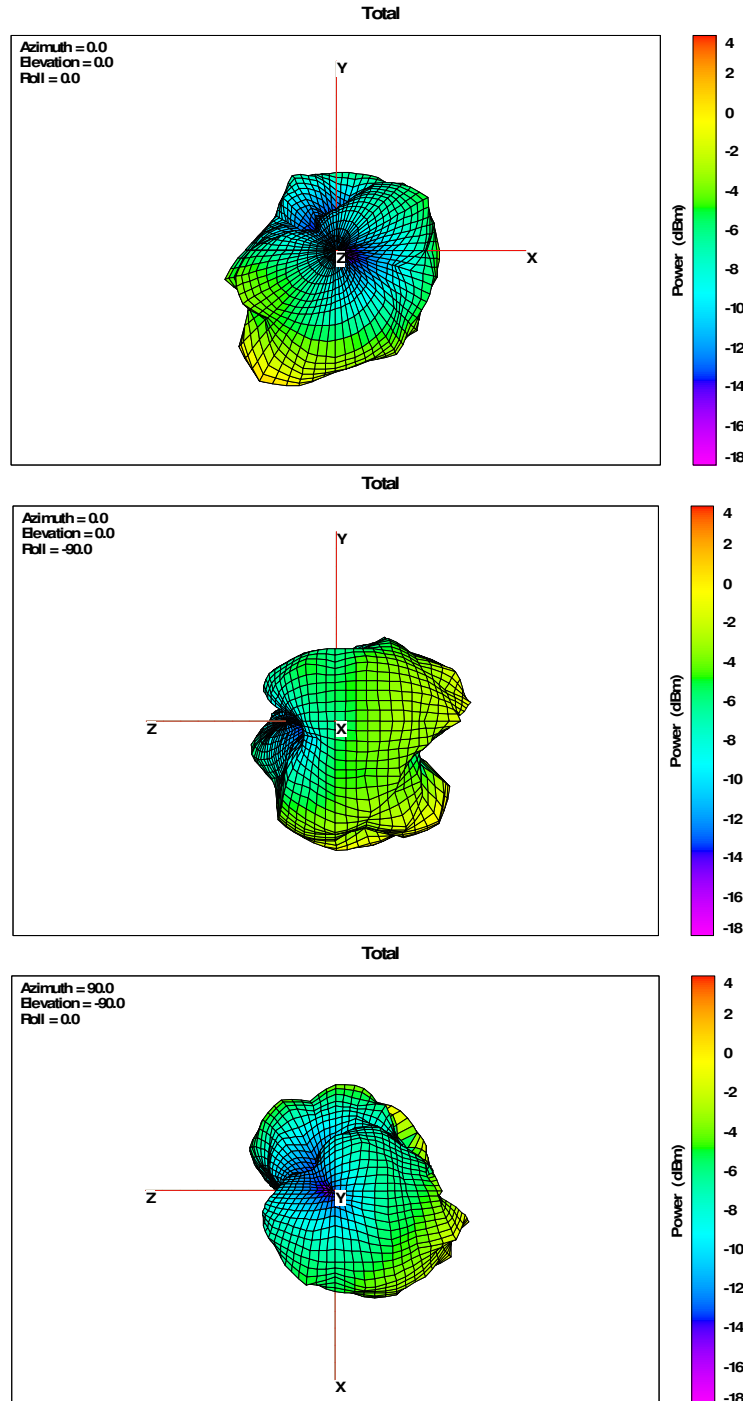 Total
Azimuth = 0.0
Elevation = 0.0
Roll = 0.0
Y
Z
X
4
2
0
-2
-4
-6
-8
-10
-12
-14
-16
-18
Power (dBm)
Total
Azimuth = 0.0
Elevation = 0.0
Roll = -90.0
Y
Z
X
4
2
0
-2
-4
-6
-8
-10
-12
-14
-16
-18
Power (dBm)
Total
Azimuth = 90.0
Elevation = -90.0
Roll = 0.0
Z
Y
X
4
2
0
-2
-4
-6
-8
-10
-12
-14
-16
-18
Power (dBm)